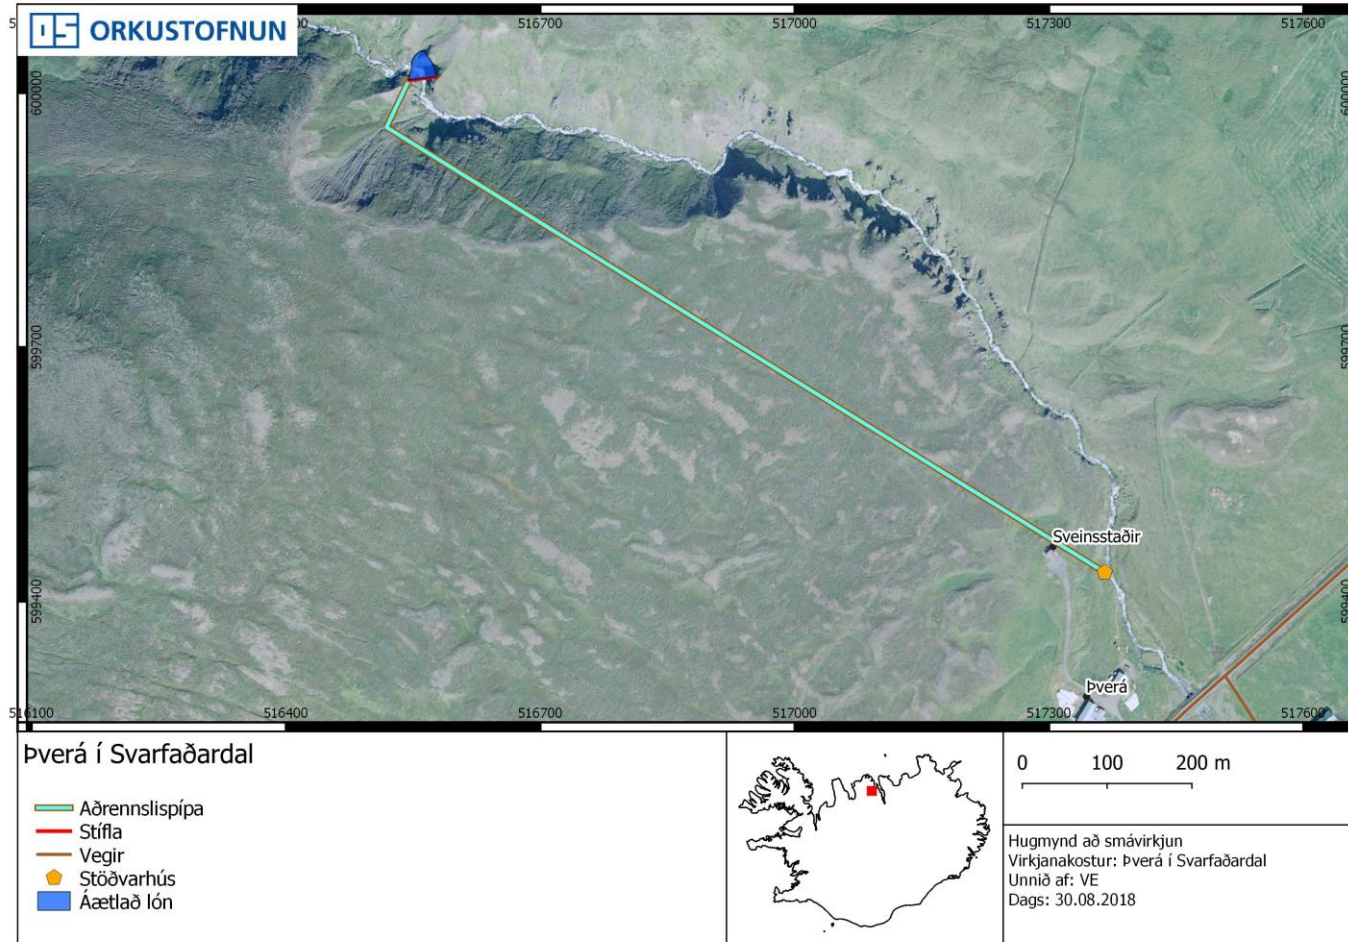 ORKUSTOFNUN
516700
517000
517300
517600
600000
600000
599700
599700
Sveinsstaðir
599400
599400
Þverá
516100
516400
516700
517000
517300
517600
Þverá í Svarfaðardal
Aðrennslispípa
Stífla
Vegir
Stöðvarhús
Áætlað lón
0 100 200 m
Hugmynd að smávirkjun
Virkjanakostur: Þverá í Svarfaðardal
Unnið af: VE
Dags: 30.08.2018